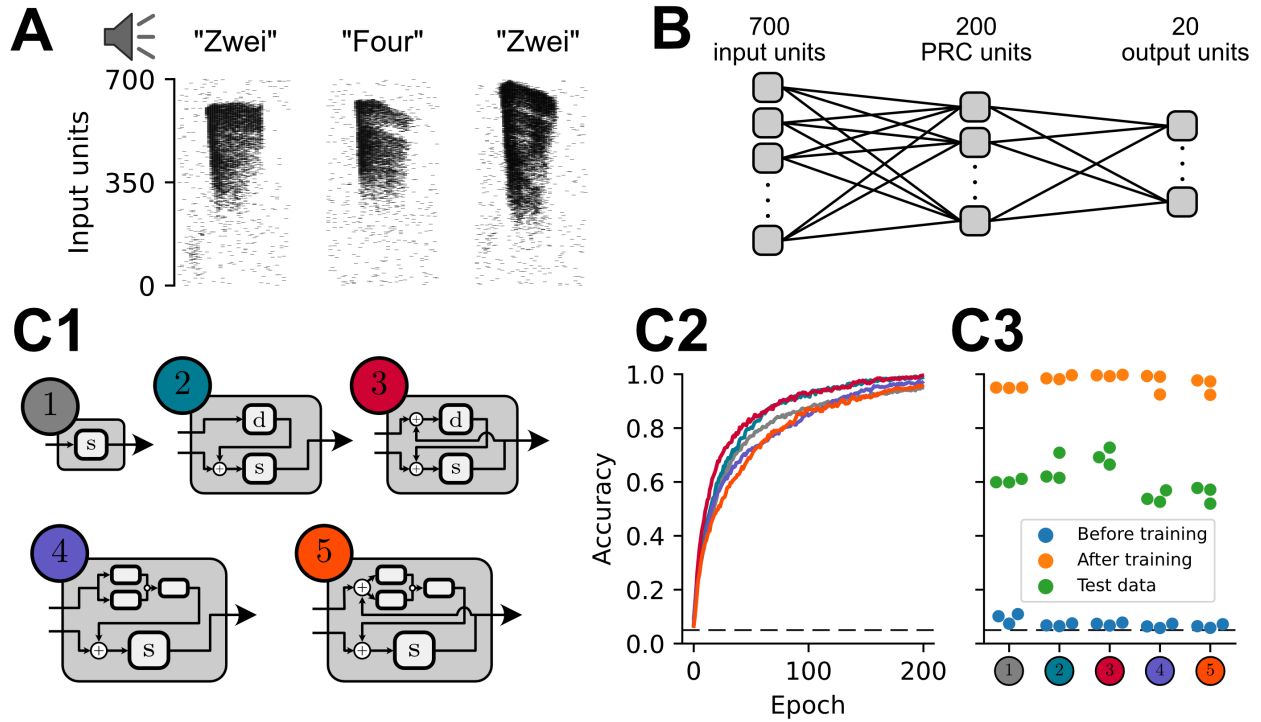 A
"Zwei"
"Four"
"Zwei"
Input units
700
350
0
B
700
input units
200
PRC units
20
output units
C1
1
s
2
d
+
s
3
+
d
+
s
4
+
s
5
+
+
s
C2
Accuracy
1.0
0.8
0.6
0.4
0.2
0.0
0
100
200
Epoch
C3
Before training
After training
Test data
1
2
3
4
5